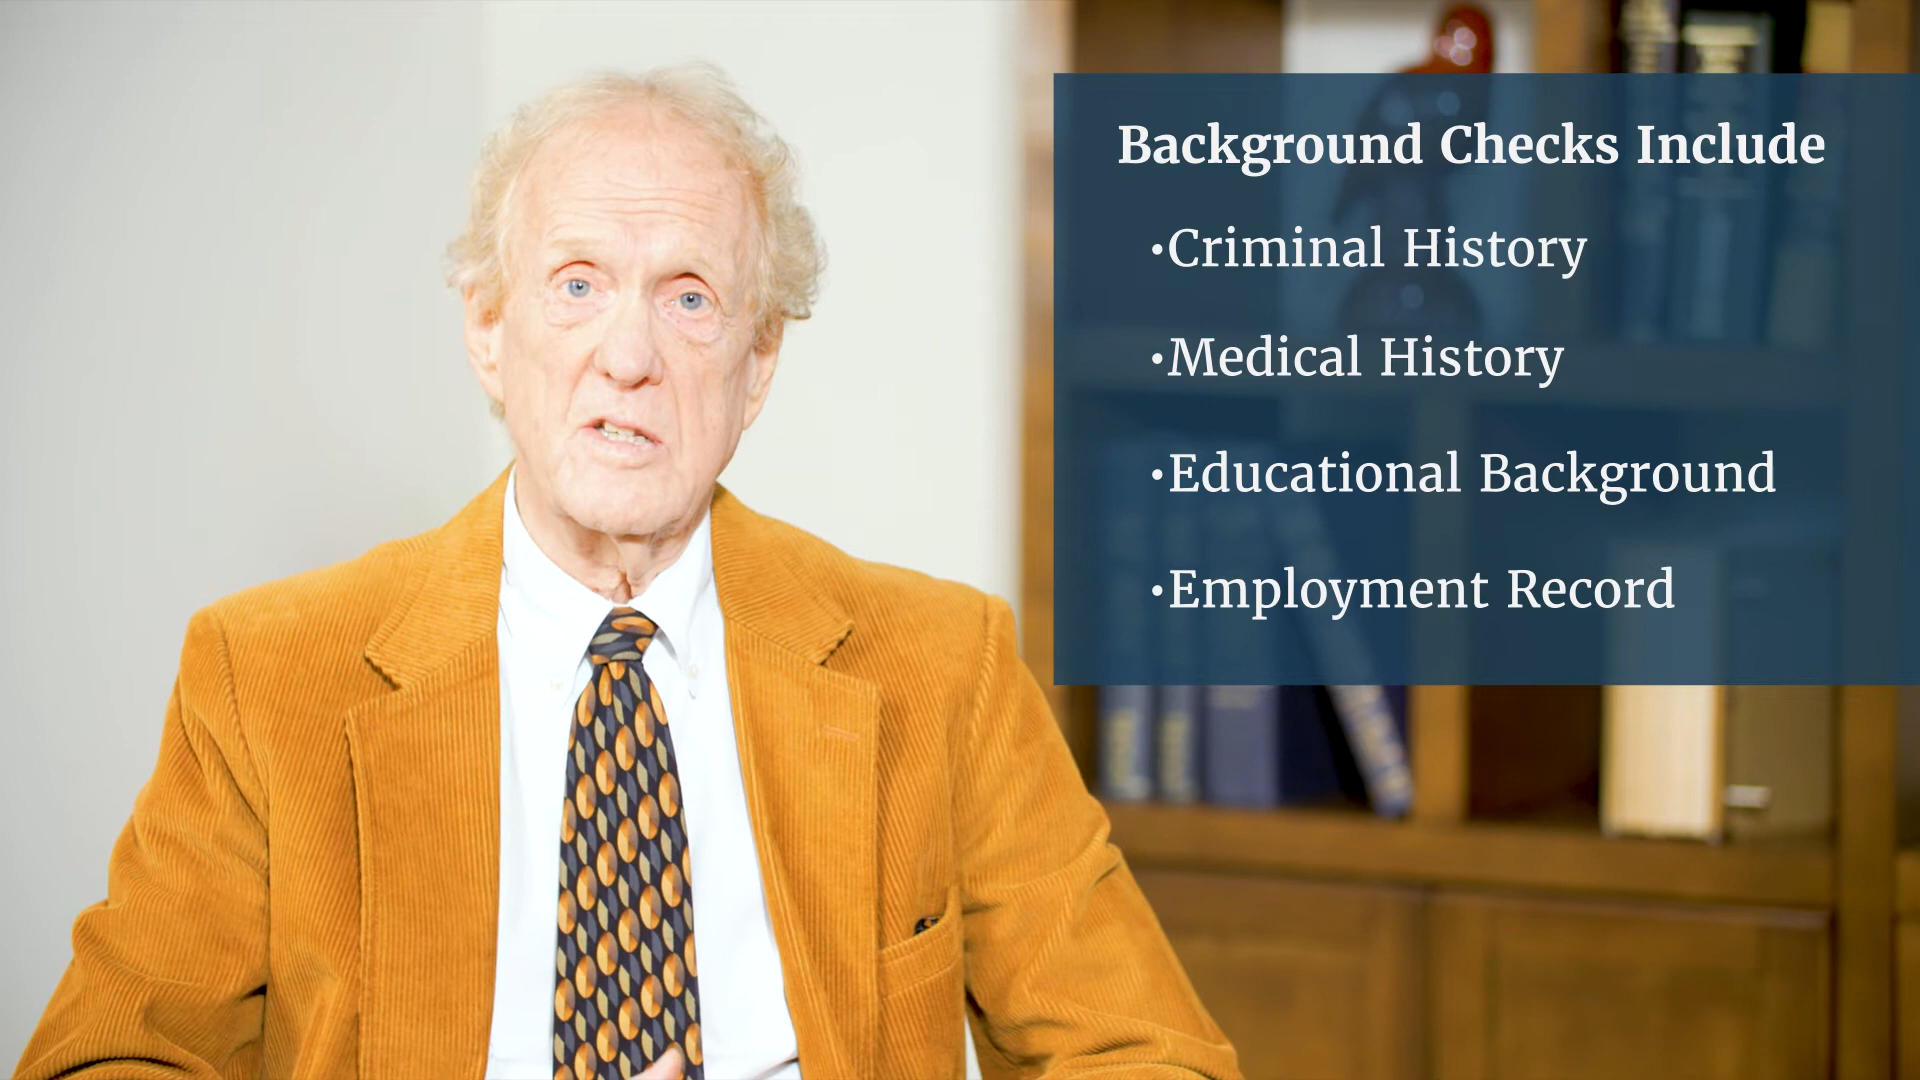 Background Checks Include
•Criminal History
•Medical History
•Educational Background
•Employment Record